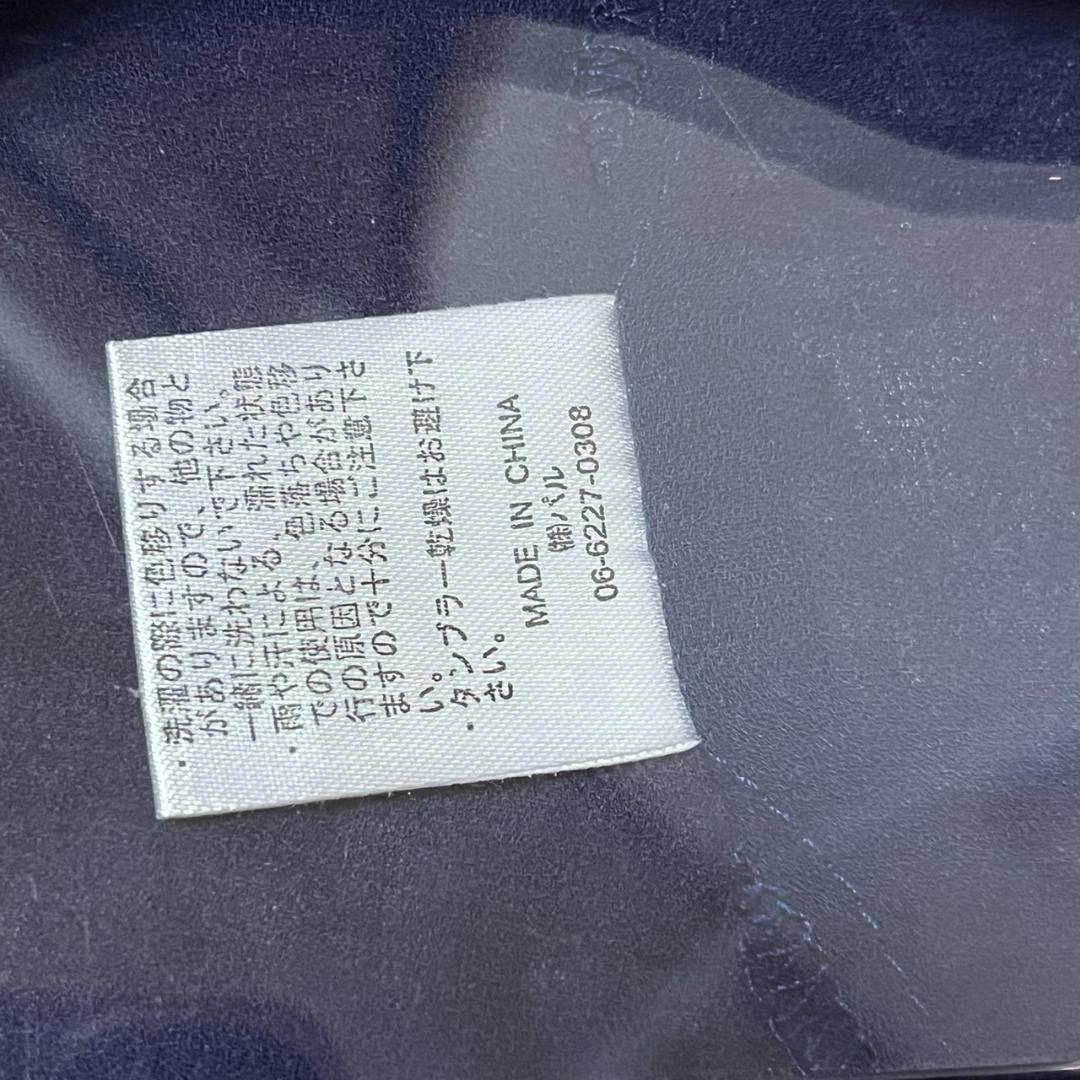 ・洗濯の際に色移りする場合
がありますので、他の物と
一緒に洗わないで下さい。
・雨や汗による、濡れた状態
での使用は、色落ちや色移
行の原因となる場合があり
ますので十分にご注意下さ
い。
・タンブラー乾燥はお避け下
さい。
MADE IN CHINA
㈱パル
06-6227-0308